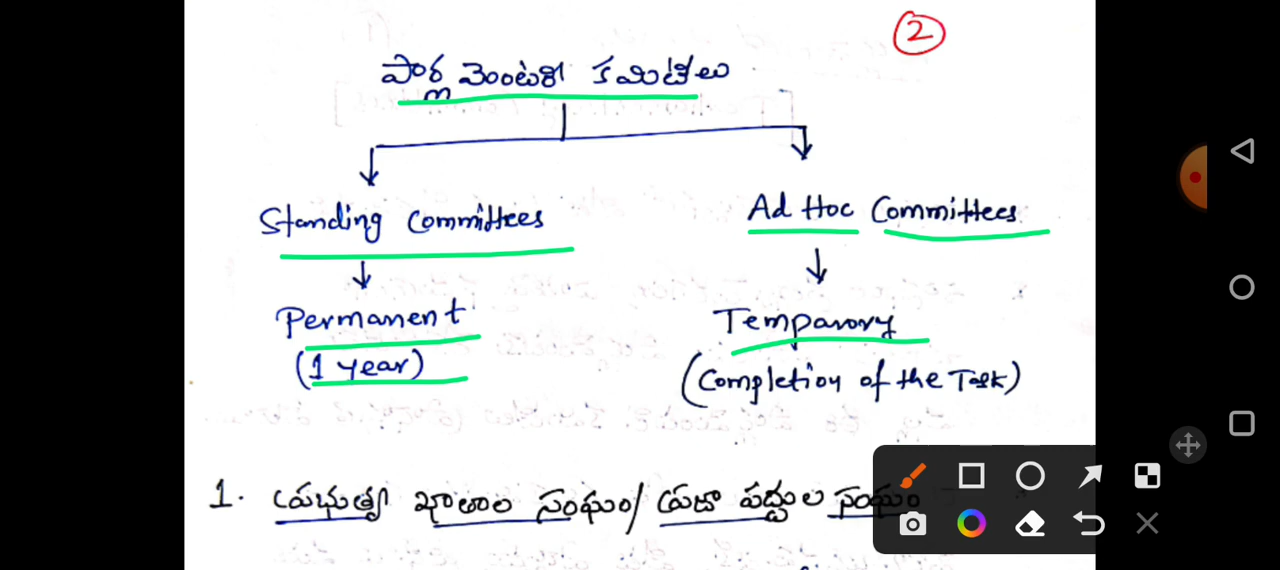 2
పార్లమెంటరీ కమిటీలు
Standing Committees
Ad Hoc Committees
Permanent
(1 year)
Temparory
(Completion of the Task)
1. ప్రభుత్వ ఖాతాల సంఘం/ ప్రజా పద్దుల సంఘం